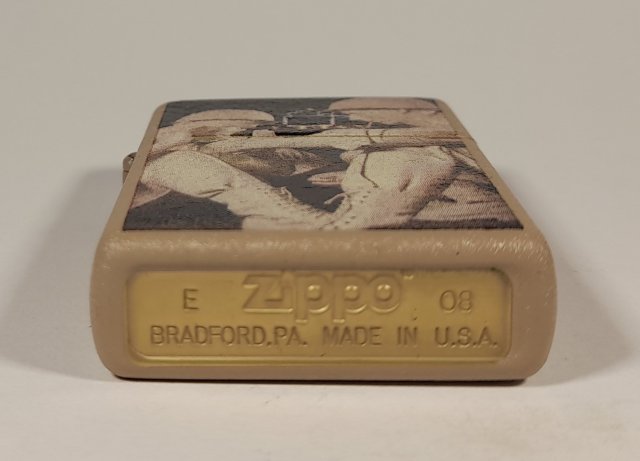 E zippo 08
BRADFORD,PA. MADE IN U.S.A.